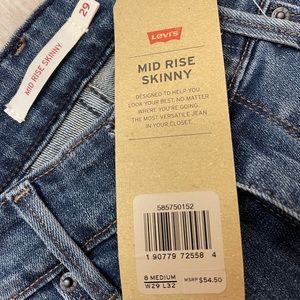 29
MID RISE SKINNY
Levi's
MID RISE
SKINNY
DESIGNED TO HELP YOU
LOOK YOUR BEST, NO MATTER
WHERE YOU'RE GOING.
THE MOST VERSATILE JEAN
IN YOUR CLOSET.
585750152
1 90779 72558 4
8 MEDIUM
W29 L32
MSRP $54.50